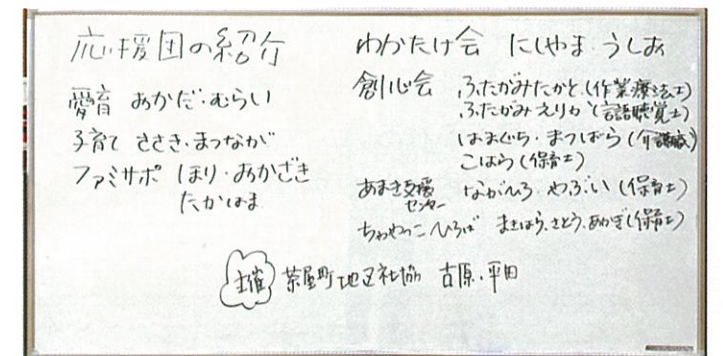 応援団の紹介
愛育 おかだ・むらい
子育て ささき・まつなが
ファミサポ ほり・おかざき
たかはま
わかたけ会 にしやま・うしお
創心会 ふたがみたかと(作業療法士)
ふたがみえりか(言語聴覚士)
はまぐち・まつばら(介護職)
こはら(保育士)
あまき支援センター ながひろ・やぶい(保育士)
ちゃやっこひろば まきはら、さとう、あかぎ(保育士)
主催 茶屋町地区社協 古原・平田